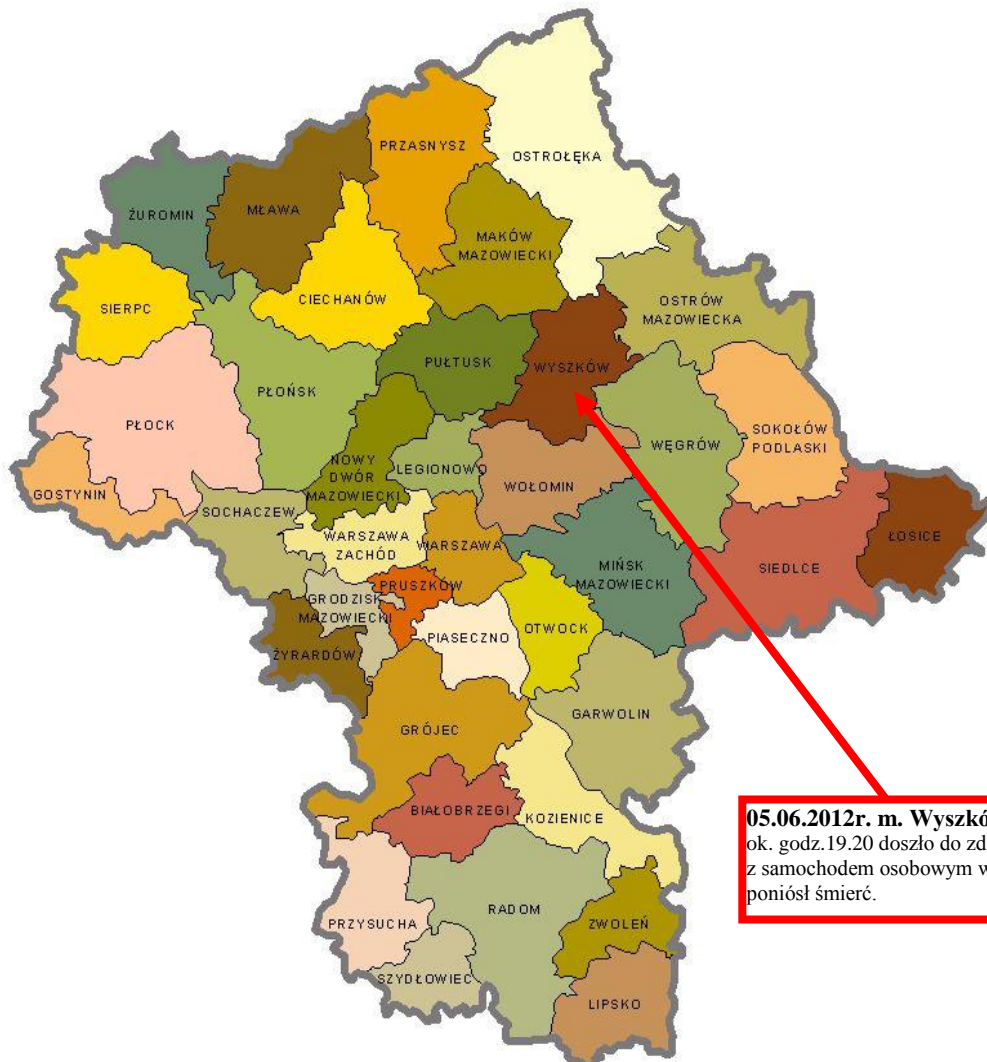 PRZASNYSZ
OSTROŁĘKA
ŻUROMIN
MŁAWA
MAKÓW
MAZOWIECKI
SIERPC
CIECHANÓW
OSTRÓW
MAZOWIECKA
PUŁTUSK
WYSZKÓW
PŁOŃSK
PŁOCK
WĘGRÓW
SOKOŁÓW
PODLASKI
NOWY
DWÓR
MAZOWIECKI
LEGIONOWO
WOŁOMIN
GOSTYNIN
SOCHACZEW
WARSZAWA
ZACHÓD
WARSZAWA
ŁOSICE
MIŃSK
MAZOWIECKI
SIEDLCE
PRUSZKÓW
GRODZISK
MAZOWIECKI
PIASECZNO
OTWOCK
ŻYRARDÓW
GARWOLIN
GRÓJEC
BIAŁOBRZEGI
KOZIENICE
05.06.2012r. m.
ok. godz.19.20 doszło do
z samochodem osobowym
poniósł śmierć.
RADOM
PRZYSUCHA
ZWOLEŃ
SZYDŁOWIEC
LIPSKO